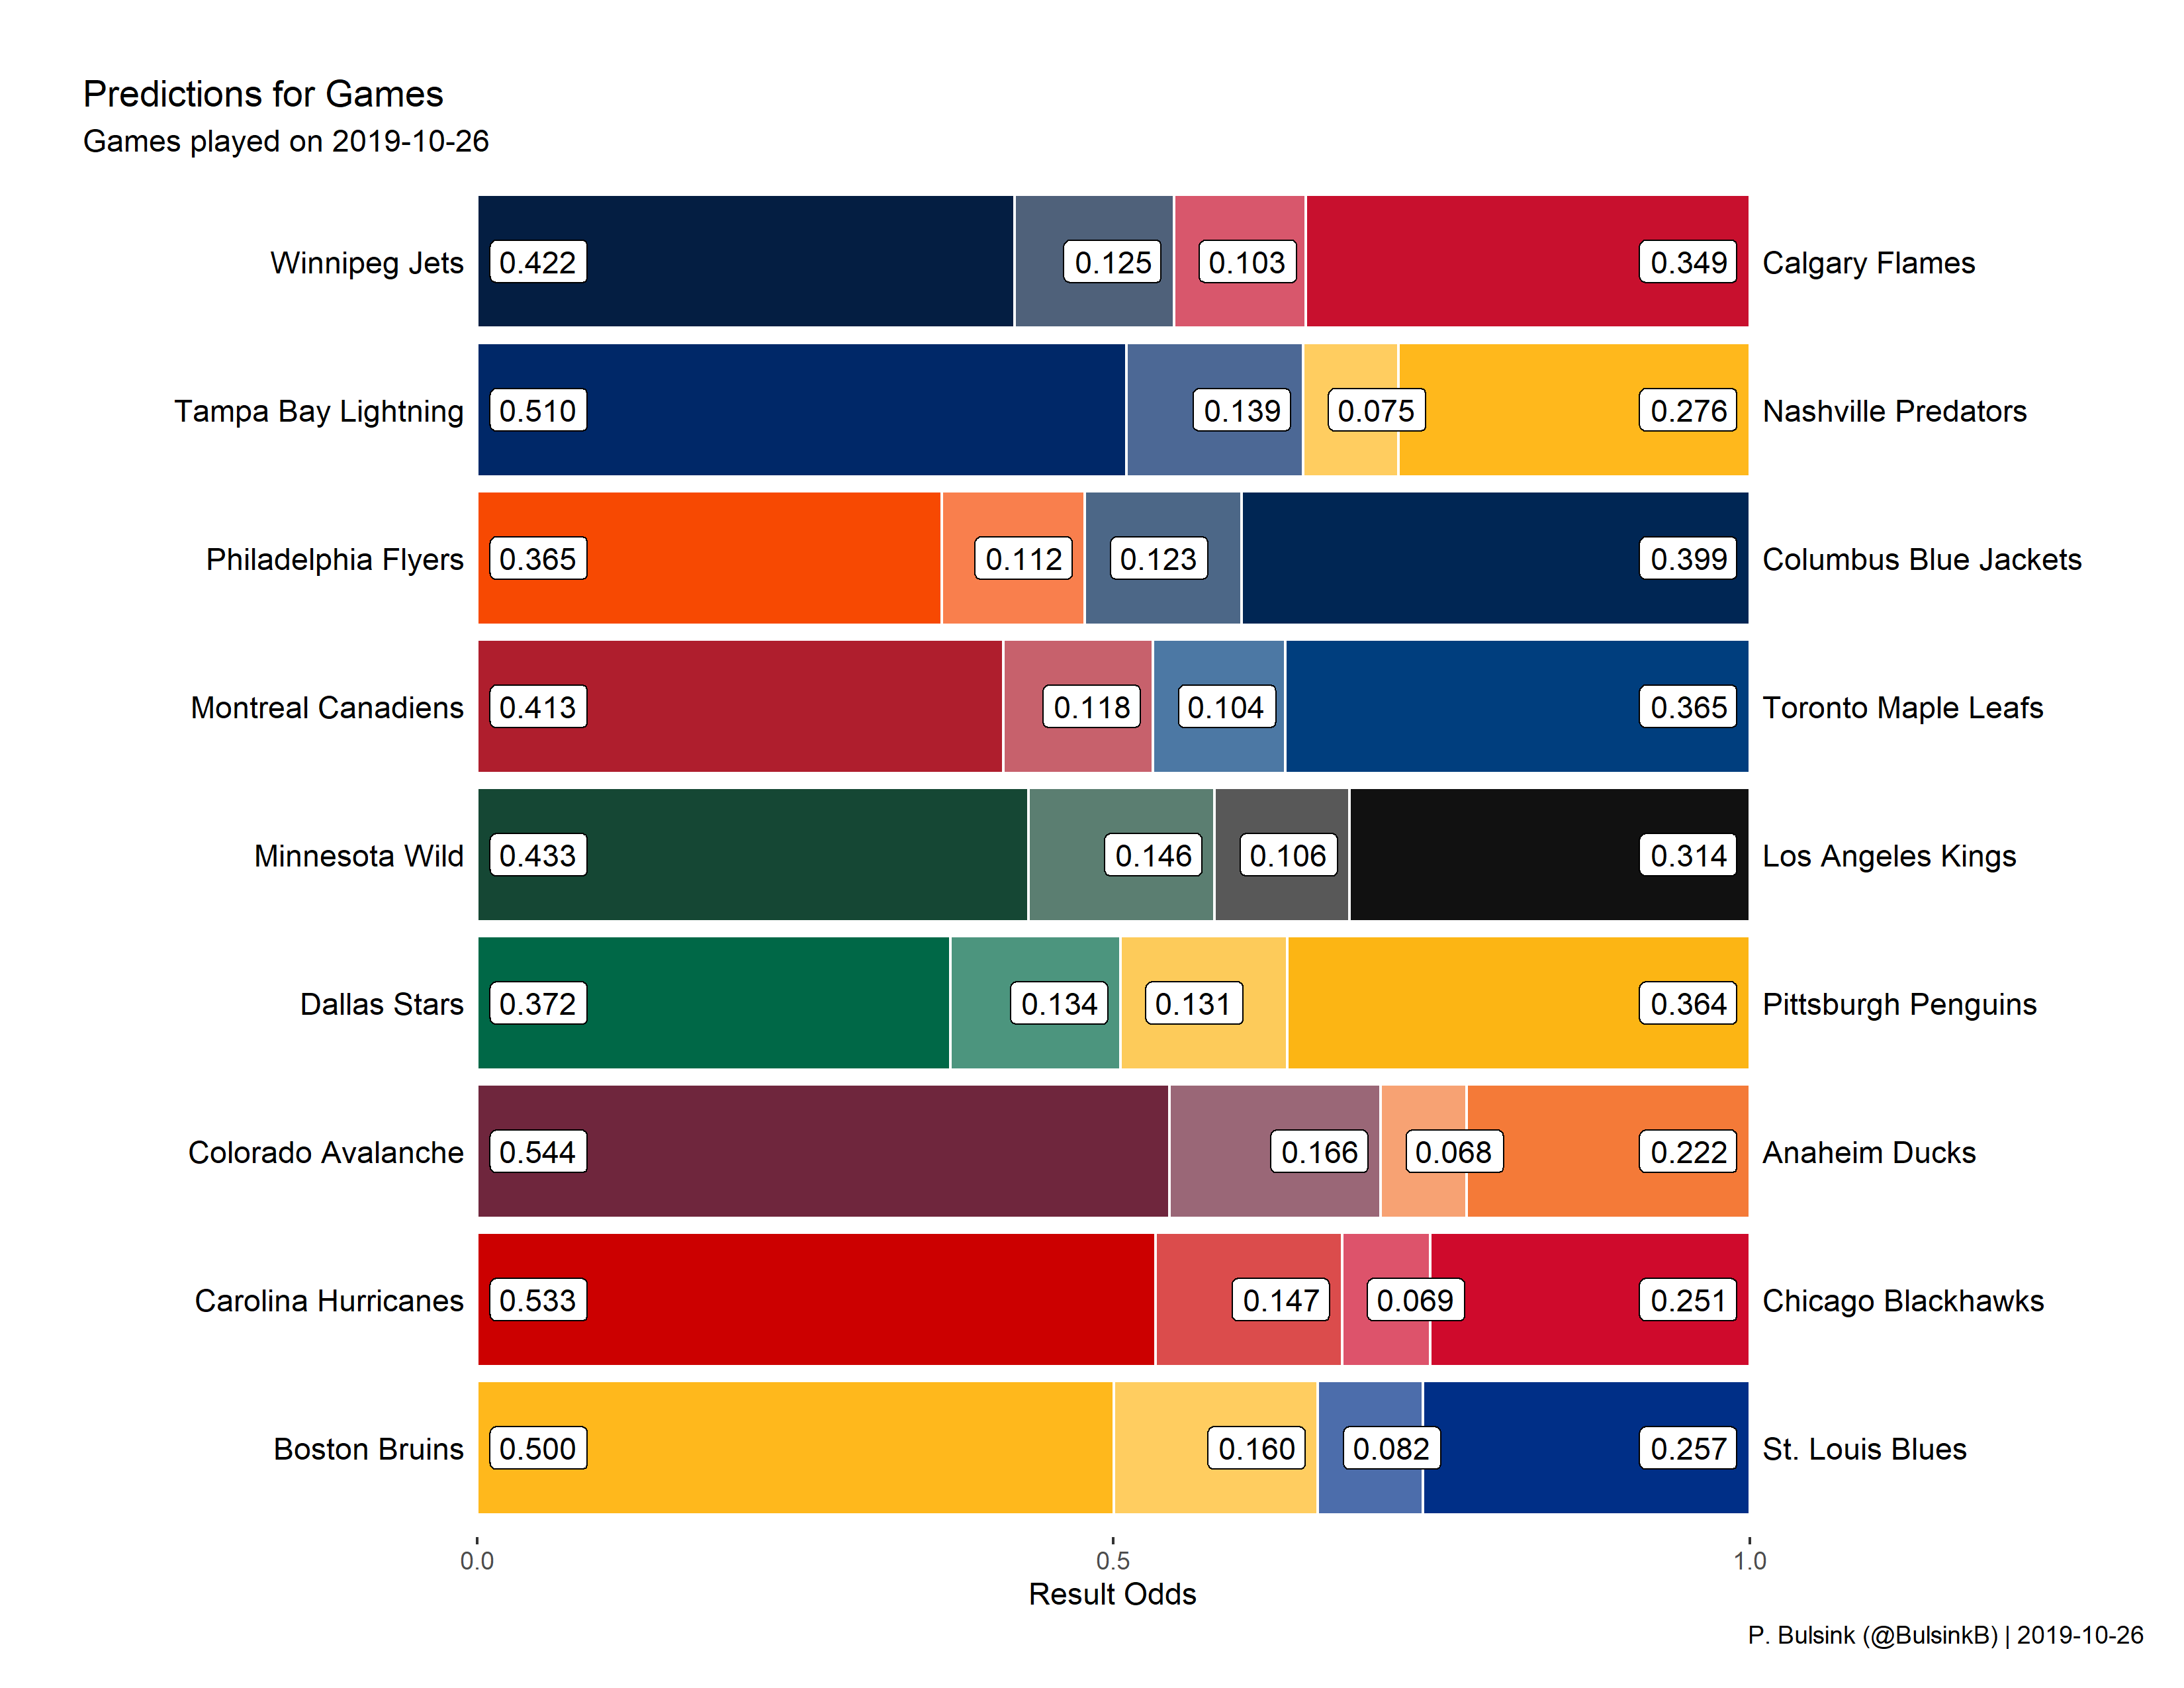 Predictions for Games
Games played on 2019-10-26
Winnipeg Jets 0.422 0.125 0.103 0.349 Calgary Flames
Tampa Bay Lightning 0.510 0.139 0.075 0.276 Nashville Predators
Philadelphia Flyers 0.365 0.112 0.123 0.399 Columbus Blue Jackets
Montreal Canadiens 0.413 0.118 0.104 0.365 Toronto Maple Leafs
Minnesota Wild 0.433 0.146 0.106 0.314 Los Angeles Kings
Dallas Stars 0.372 0.134 0.131 0.364 Pittsburgh Penguins
Colorado Avalanche 0.544 0.166 0.068 0.222 Anaheim Ducks
Carolina Hurricanes 0.533 0.147 0.069 0.251 Chicago Blackhawks
Boston Bruins 0.500 0.160 0.082 0.257 St. Louis Blues
0.0 0.5 1.0
Result Odds
P. Bulsink (@BulsinkB) | 2019-10-26